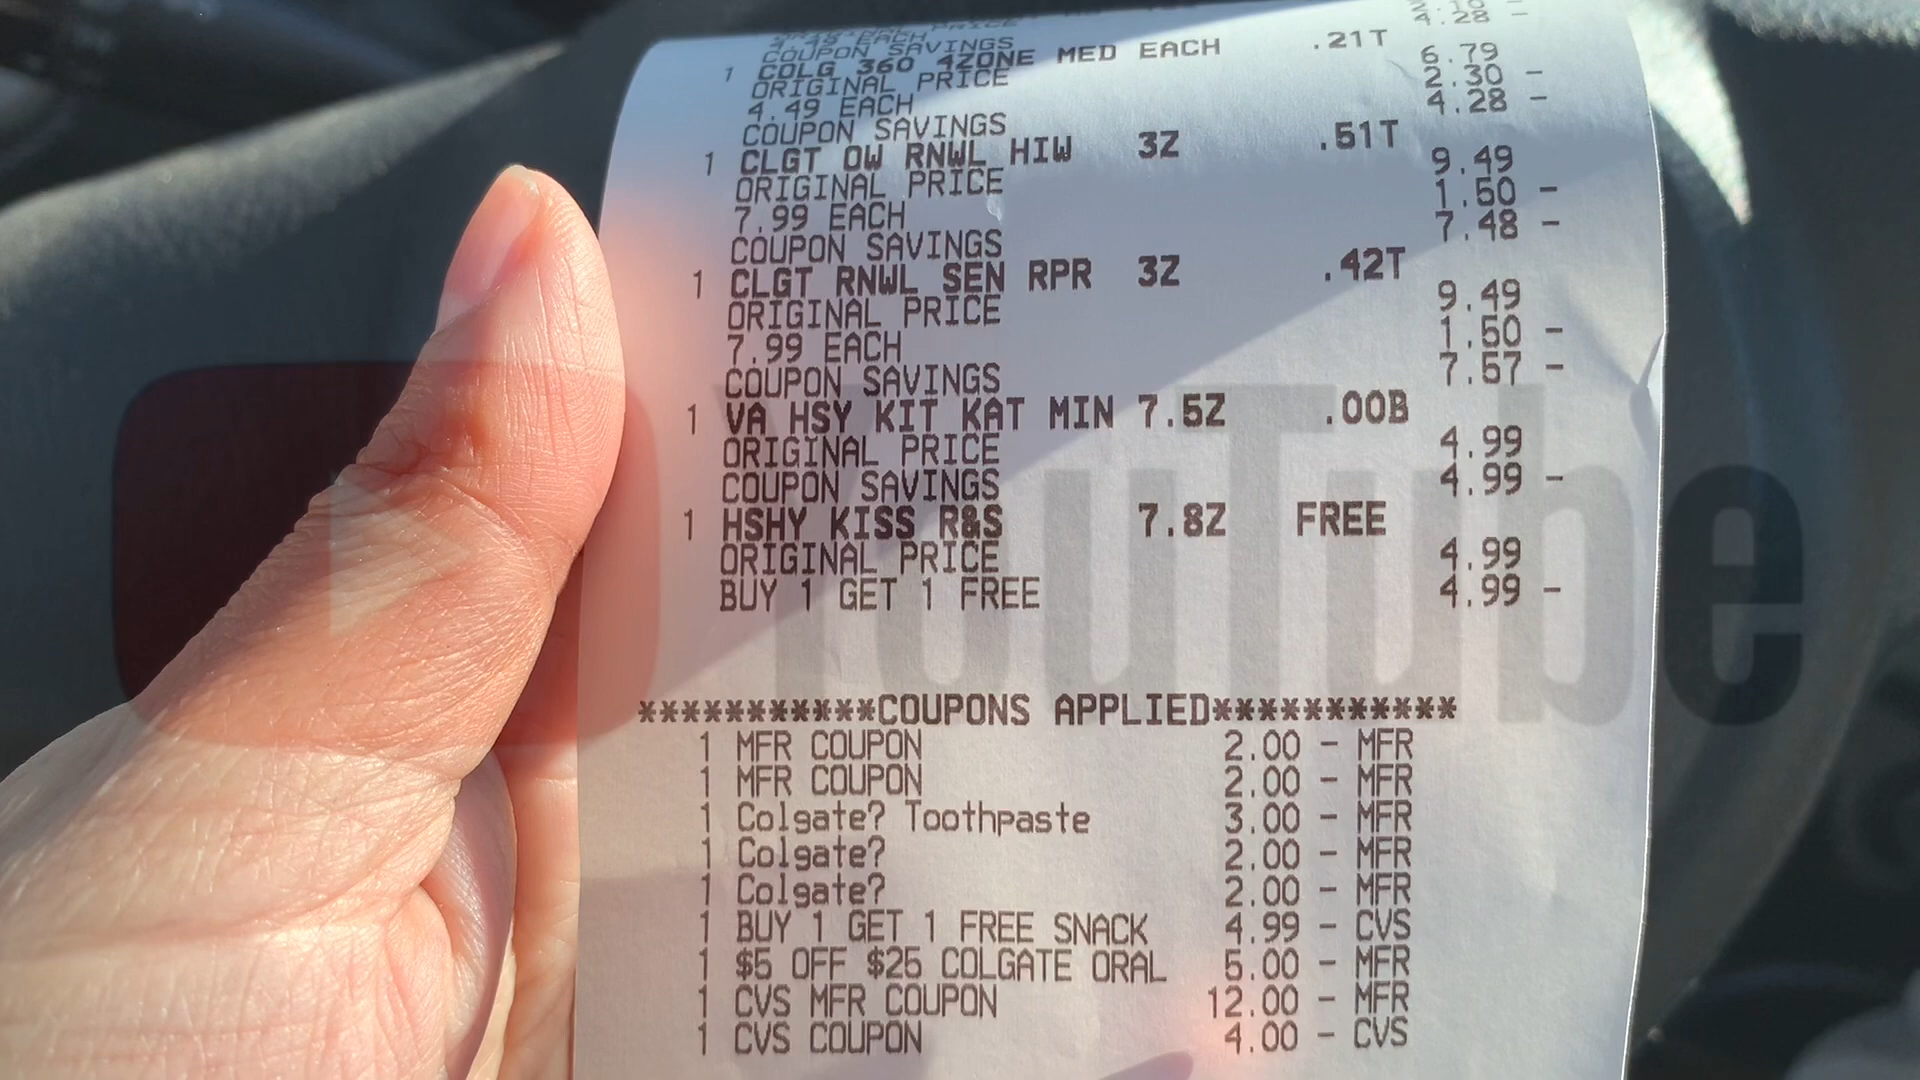 4.28 -
4.49 EACH
COUPON SAVINGS
1 COLG 360 4ZONE MED EACH .21T
ORIGINAL PRICE 6.79
4.49 EACH 2.30 -
COUPON SAVINGS 4.28 -
1 CLGT OW RNWL HIW 3Z .51T
ORIGINAL PRICE 9.49
7.99 EACH 1.50 -
COUPON SAVINGS 7.48 -
1 CLGT RNWL SEN RPR 3Z .42T
ORIGINAL PRICE 9.49
7.99 EACH 1.50 -
COUPON SAVINGS 7.57 -
1 VA HSY KIT KAT MIN 7.5Z .00B
ORIGINAL PRICE 4.99
COUPON SAVINGS 4.99 -
1 HSHY KISS R&S 7.8Z FREE
ORIGINAL PRICE 4.99
BUY 1 GET 1 FREE 4.99 -
YouTube
***********COUPONS APPLIED***********
1 MFR COUPON 2.00 - MFR
1 MFR COUPON 2.00 - MFR
1 Colgate? Toothpaste 3.00 - MFR
1 Colgate? 2.00 - MFR
1 Colgate? 2.00 - MFR
1 BUY 1 GET 1 FREE SNACK 4.99 - CVS
1 $5 OFF $25 COLGATE ORAL 5.00 - MFR
1 CVS MFR COUPON 12.00 - MFR
1 CVS COUPON 4.00 - CVS